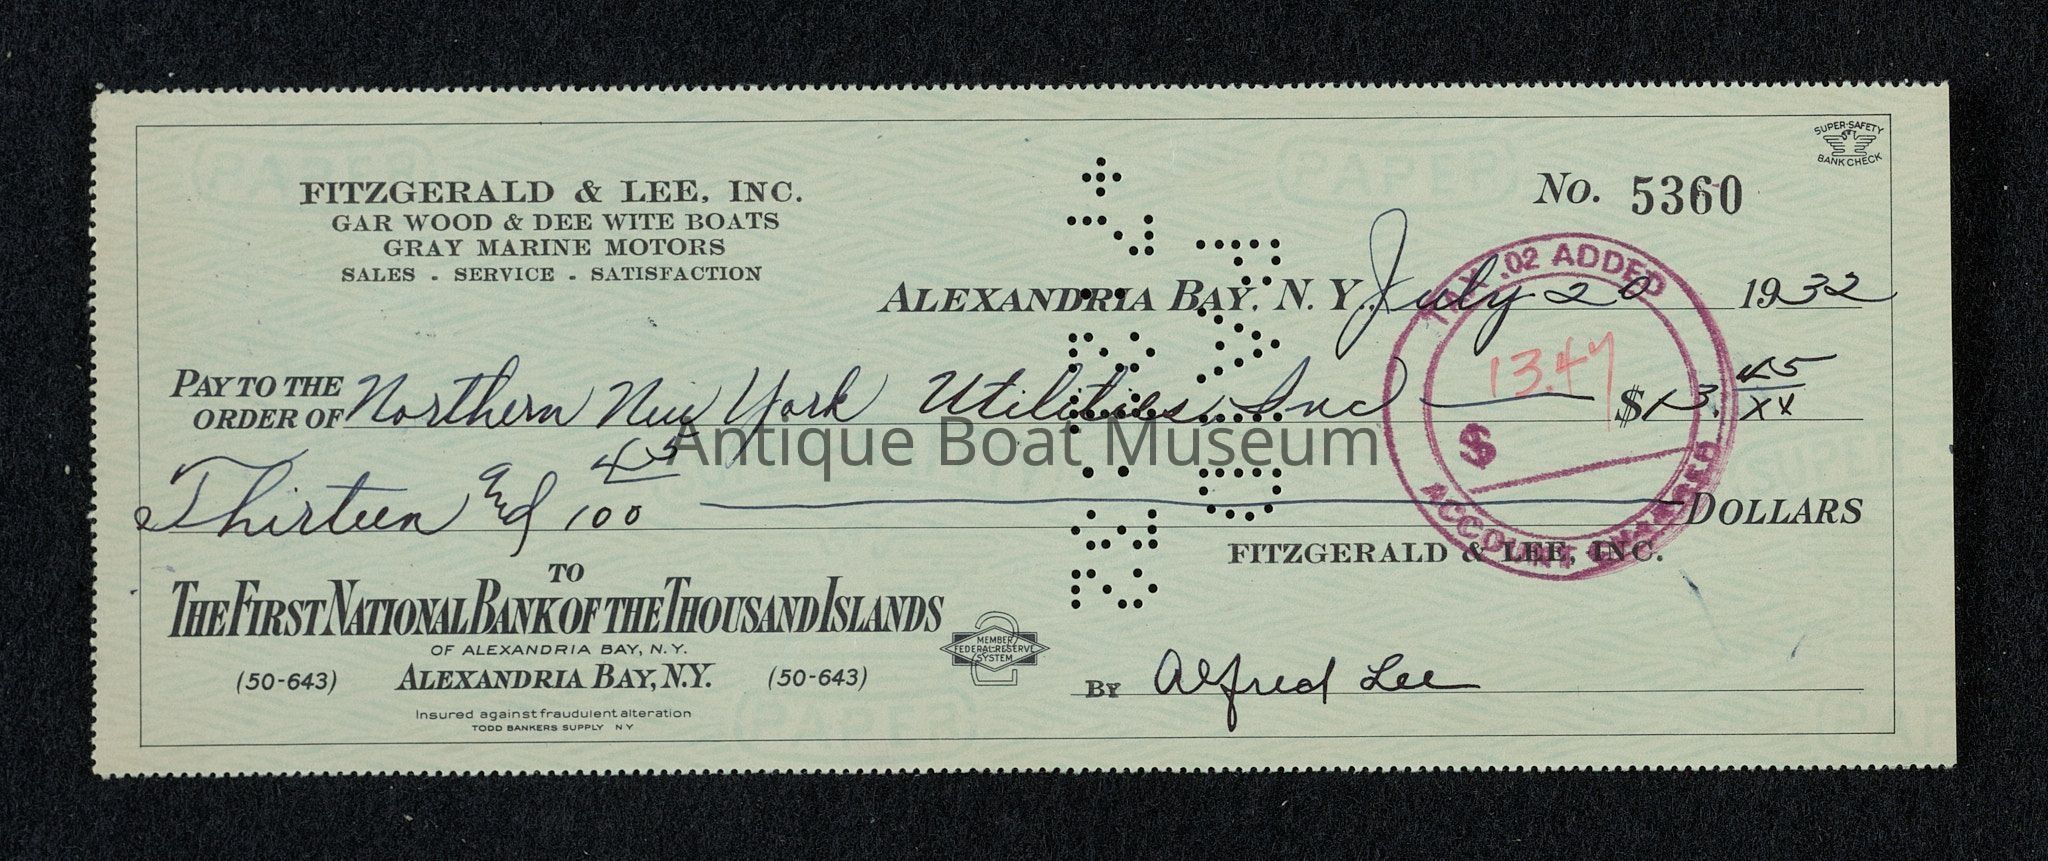 SUPER-SAFETY
BANK CHECK
FITZGERALD & LEE, INC.
GAR WOOD & DEE WITE BOATS
GRAY MARINE MOTORS
SALES - SERVICE - SATISFACTION
No. 5360
ALEXANDRIA BAY, N. Y. July 20 1932
TAX .02 ADDED
13.47
$
ACCOUNT CHARGED
PAY TO THE
ORDER OF Northern New York Utilities, Inc $13.45/XX
Antique Boat Museum
Thirteen and 45/100 DOLLARS
FITZGERALD & LEE, INC.
TO
THE FIRST NATIONAL BANK OF THE THOUSAND ISLANDS
OF ALEXANDRIA BAY, N.Y.
(50-643) ALEXANDRIA BAY, N.Y. (50-643)
MEMBER
FEDERAL RESERVE
SYSTEM
2
BY Alfred Lee
Insured against fraudulent alteration
TODD BANKERS SUPPLY N Y